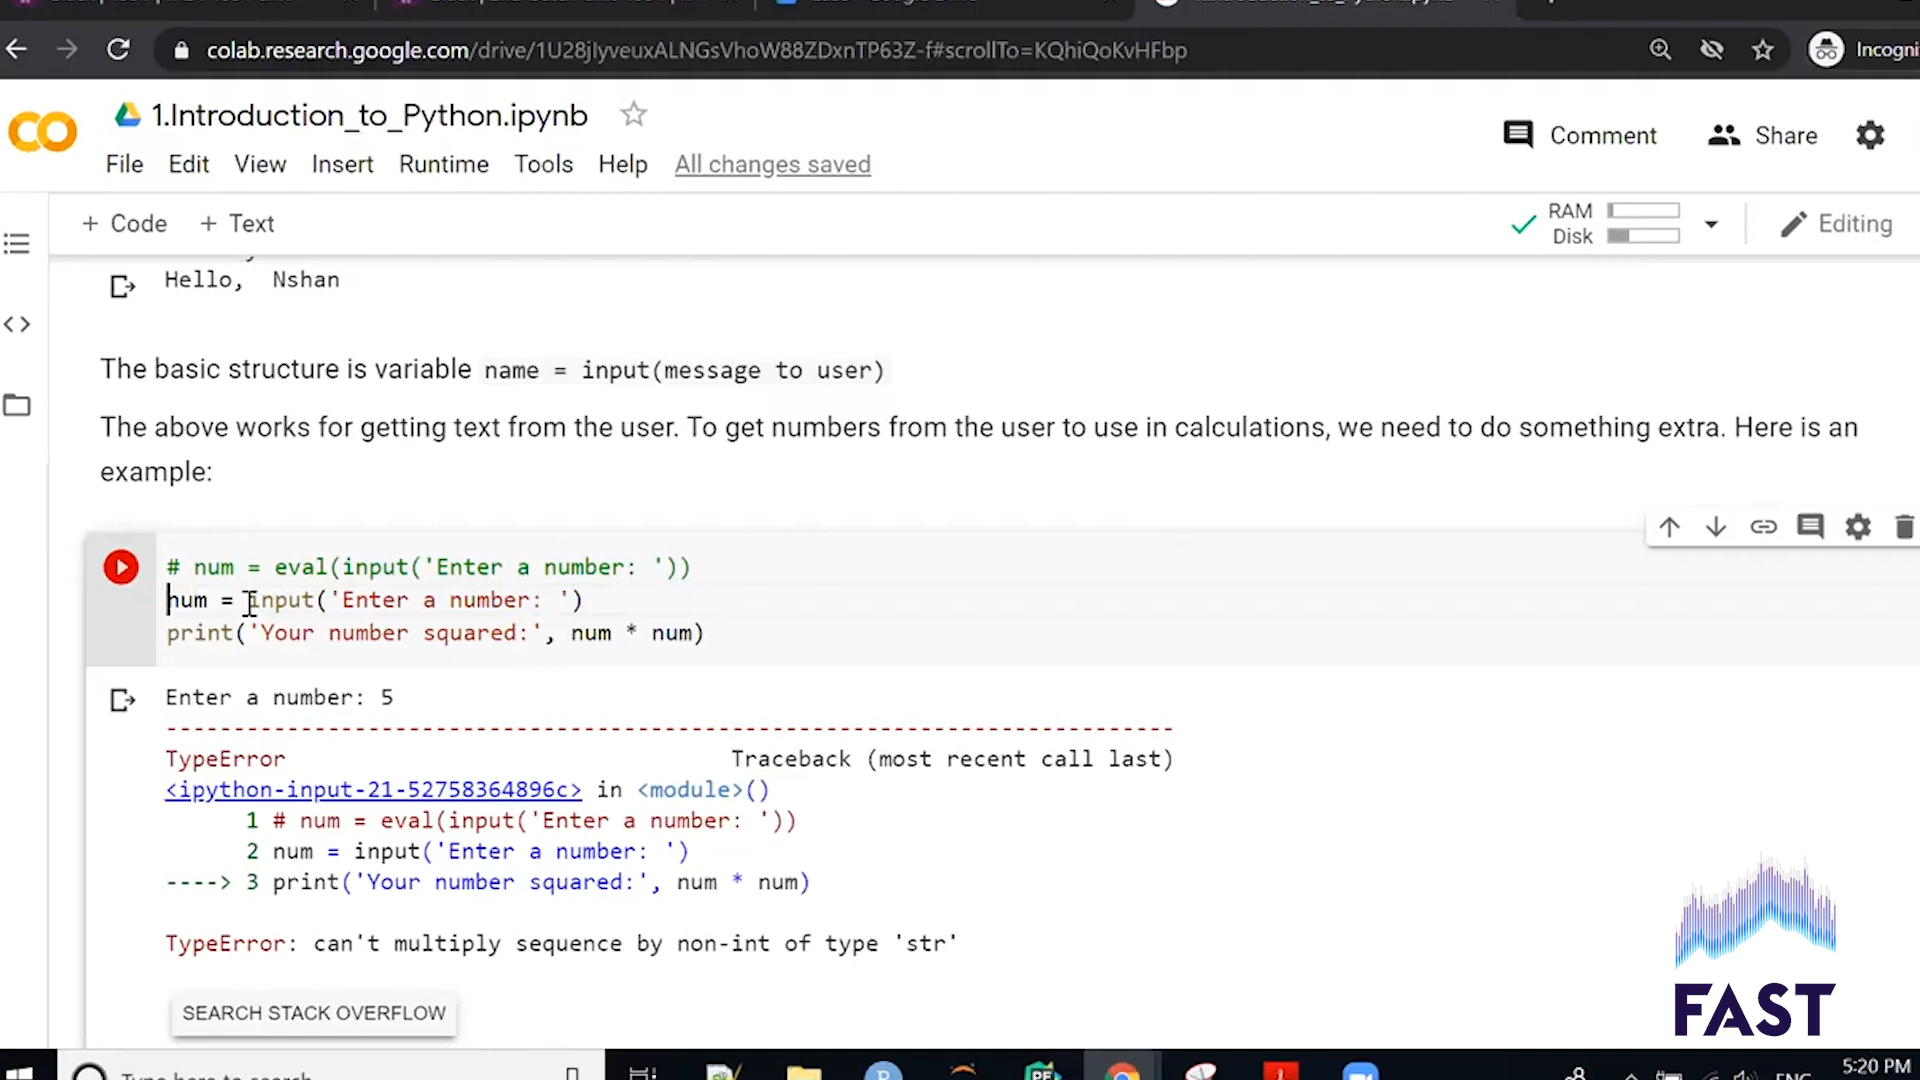 colab.research.google.com/drive/1U28jIyveuxALNGsVhoW88ZDxnTP63Z-f#scrollTo=KQhiQoKvHFbp
Incogni
1.Introduction_to_Python.ipynb
Comment
Share
File Edit View Insert Runtime Tools Help All changes saved
+ Code + Text
RAM
Disk
Editing
Hello, Nshan
The basic structure is variable name = input(message to user)
The above works for getting text from the user. To get numbers from the user to use in calculations, we need to do something extra. Here is an
example:
# num = eval(input('Enter a number: '))
num = input('Enter a number: ')
print('Your number squared:', num * num)
Enter a number: 5
---------------------------------------------------------------------------
TypeError Traceback (most recent call last)
<ipython-input-21-52758364896c> in <module>()
1 # num = eval(input('Enter a number: '))
2 num = input('Enter a number: ')
----> 3 print('Your number squared:', num * num)
TypeError: can't multiply sequence by non-int of type 'str'
SEARCH STACK OVERFLOW
FAST
Type here to search
ENG
5:20 PM